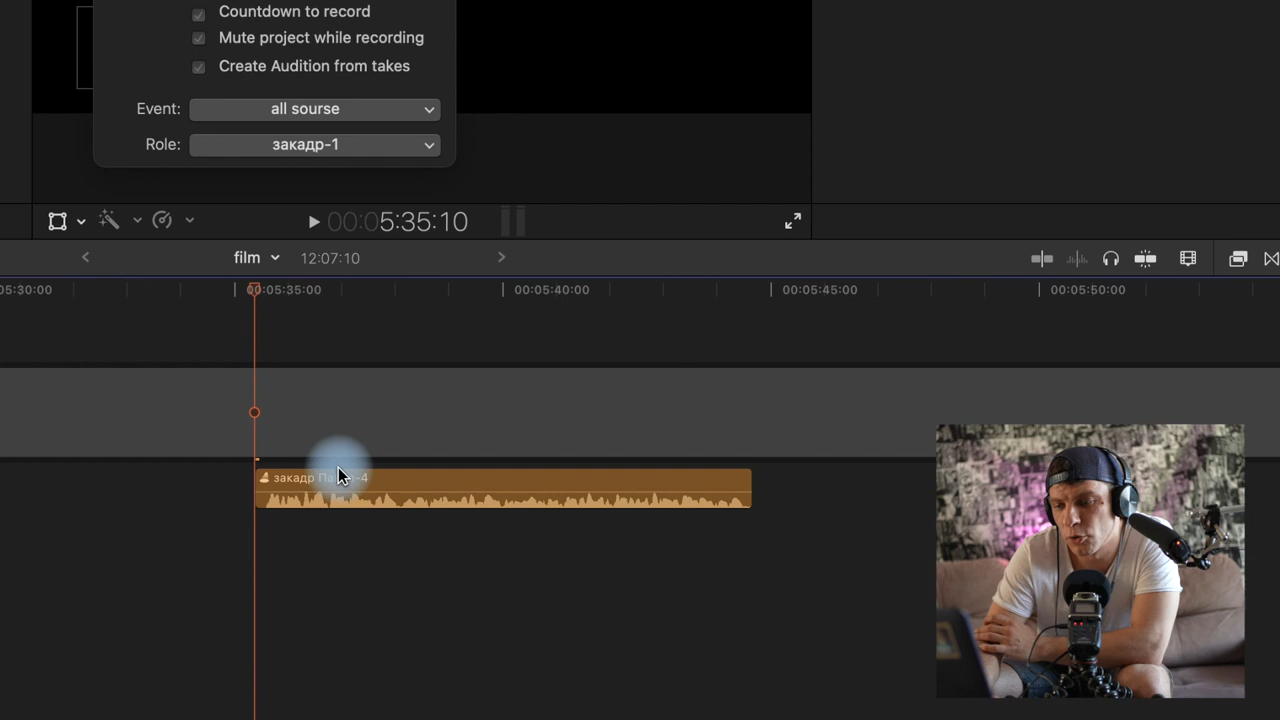 Countdown to record
Mute project while recording
Create Audition from takes
Event: all sourse
Role: закадр-1
00:05:35:10
film 12:07:10
05:30:00 00:05:35:00 00:05:40:00 00:05:45:00 00:05:50:00
закадр -4